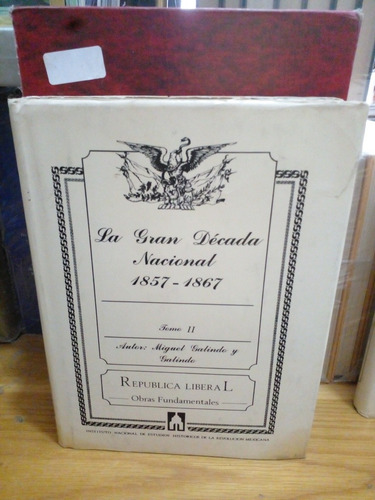 La Gran Década
Nacional
1857-1867
Tomo II
Autor: Miguel Galindo y
Galindo
REPUBLICA LIBERAL
Obras Fundamentales
INSTITUTO NACIONAL DE ESTUDIOS HISTORICOS DE LA REVOLUCION MEXICANA